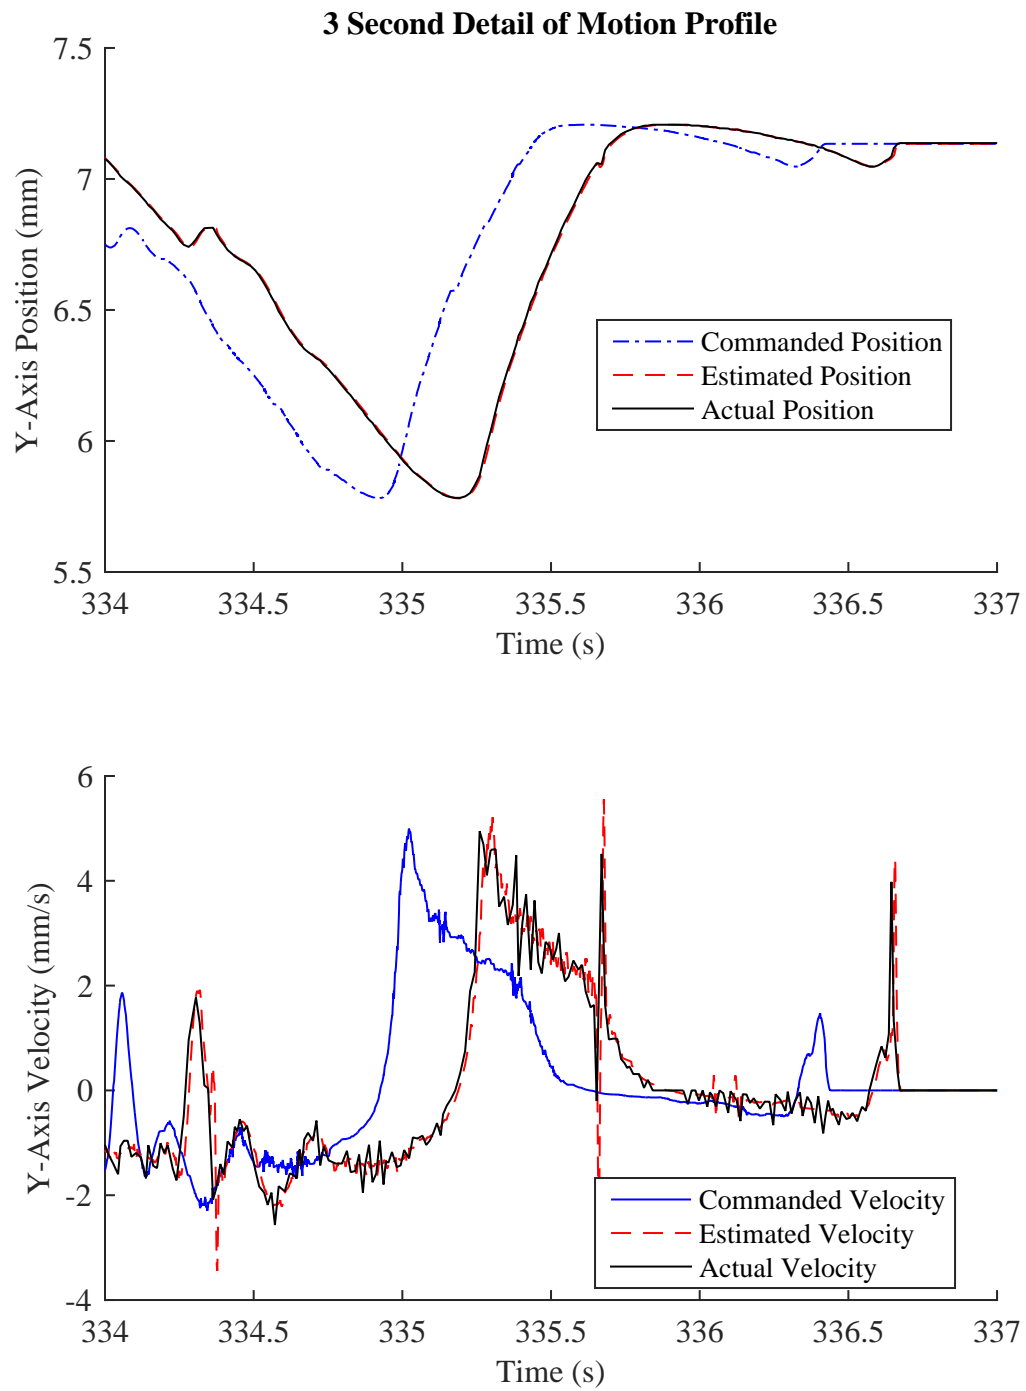 3 Second Detail of Motion Profile
7.5
7
6.5
6
5.5
Y-Axis Position (mm)
Commanded Position
Estimated Position
Actual Position
334 334.5 335 335.5 336 336.5 337
Time (s)
6
4
2
0
-2
-4
Y-Axis Velocity (mm/s)
Commanded Velocity
Estimated Velocity
Actual Velocity
334 334.5 335 335.5 336 336.5 337
Time (s)